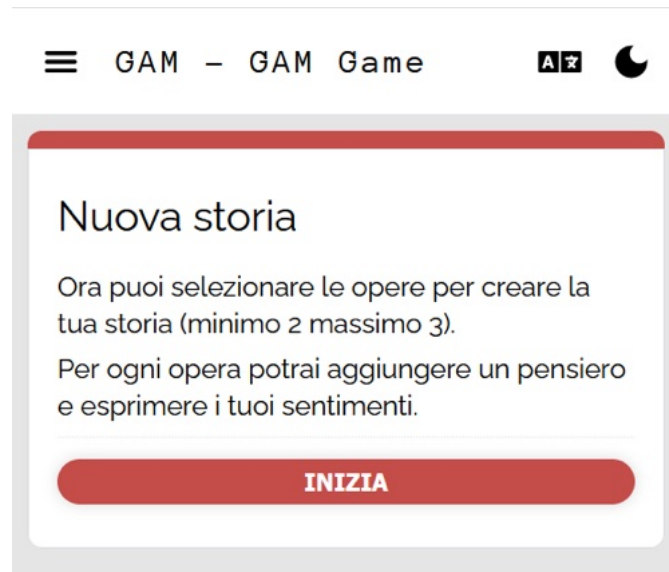 GAM – GAM Game
Nuova storia
Ora puoi selezionare le opere per creare la
tua storia (minimo 2 massimo 3).
Per ogni opera potrai aggiungere un pensiero
e esprimere i tuoi sentimenti.
INIZIA